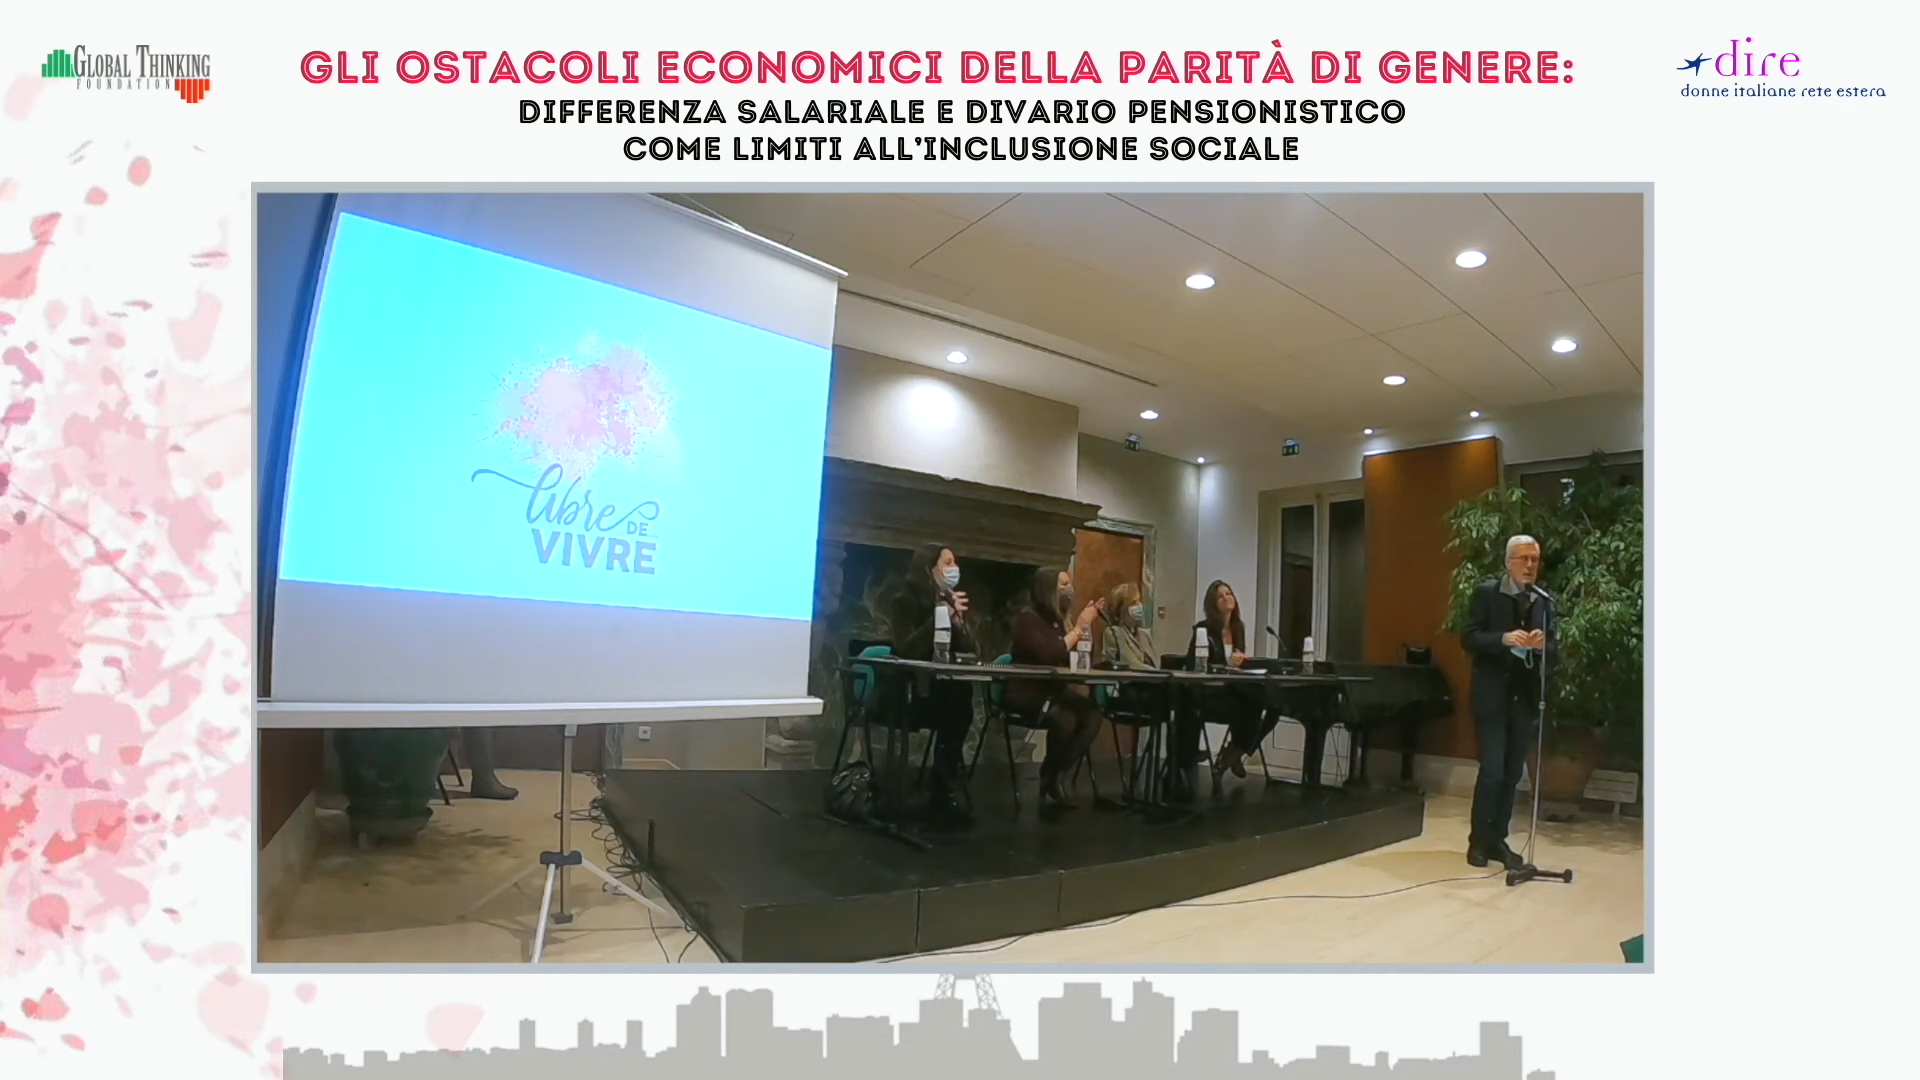 GLOBAL THINKING
FOUNDATION
GLI OSTACOLI ECONOMICI DELLA PARITÀ DI GENERE:
DIFFERENZA SALARIALE E DIVARIO PENSIONISTICO
COME LIMITI ALL'INCLUSIONE SOCIALE
dire
donne italiane rete estera
libre DE
VIVRE